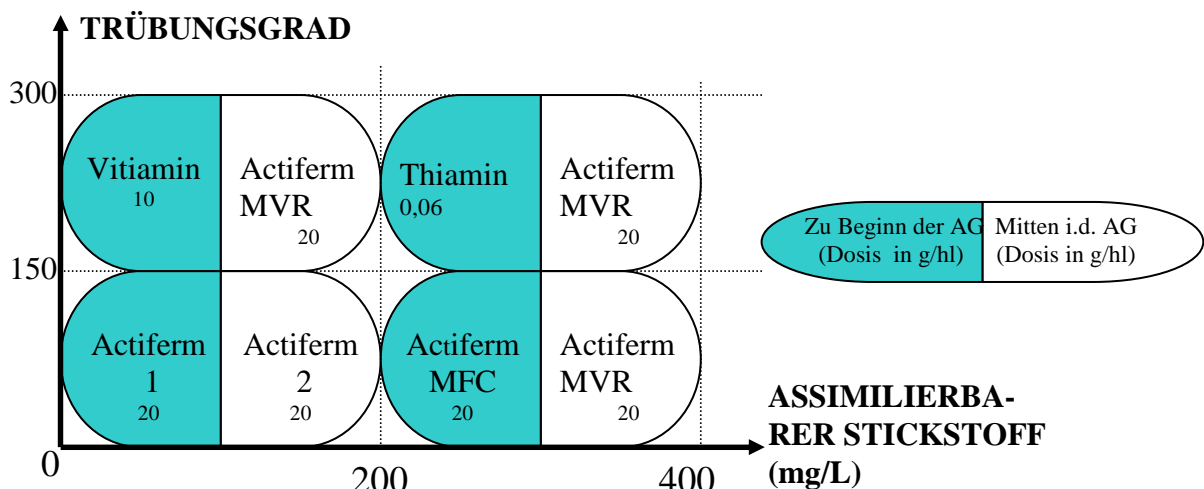 TRÜBUNGSGRAD
300
Vitiamin
10
Actiferm
MVR
20
Thiamin
0,06
Actiferm
MVR
20
Zu Beginn der AG
(Dosis in g/hl)
Mitten i.d. AG
(Dosis in g/hl)
150
Actiferm
1
20
Actiferm
2
20
Actiferm
MFC
20
Actiferm
MVR
20
ASSIMILIERBA-
RER STICKSTOFF
(mg/L)
0
200
400